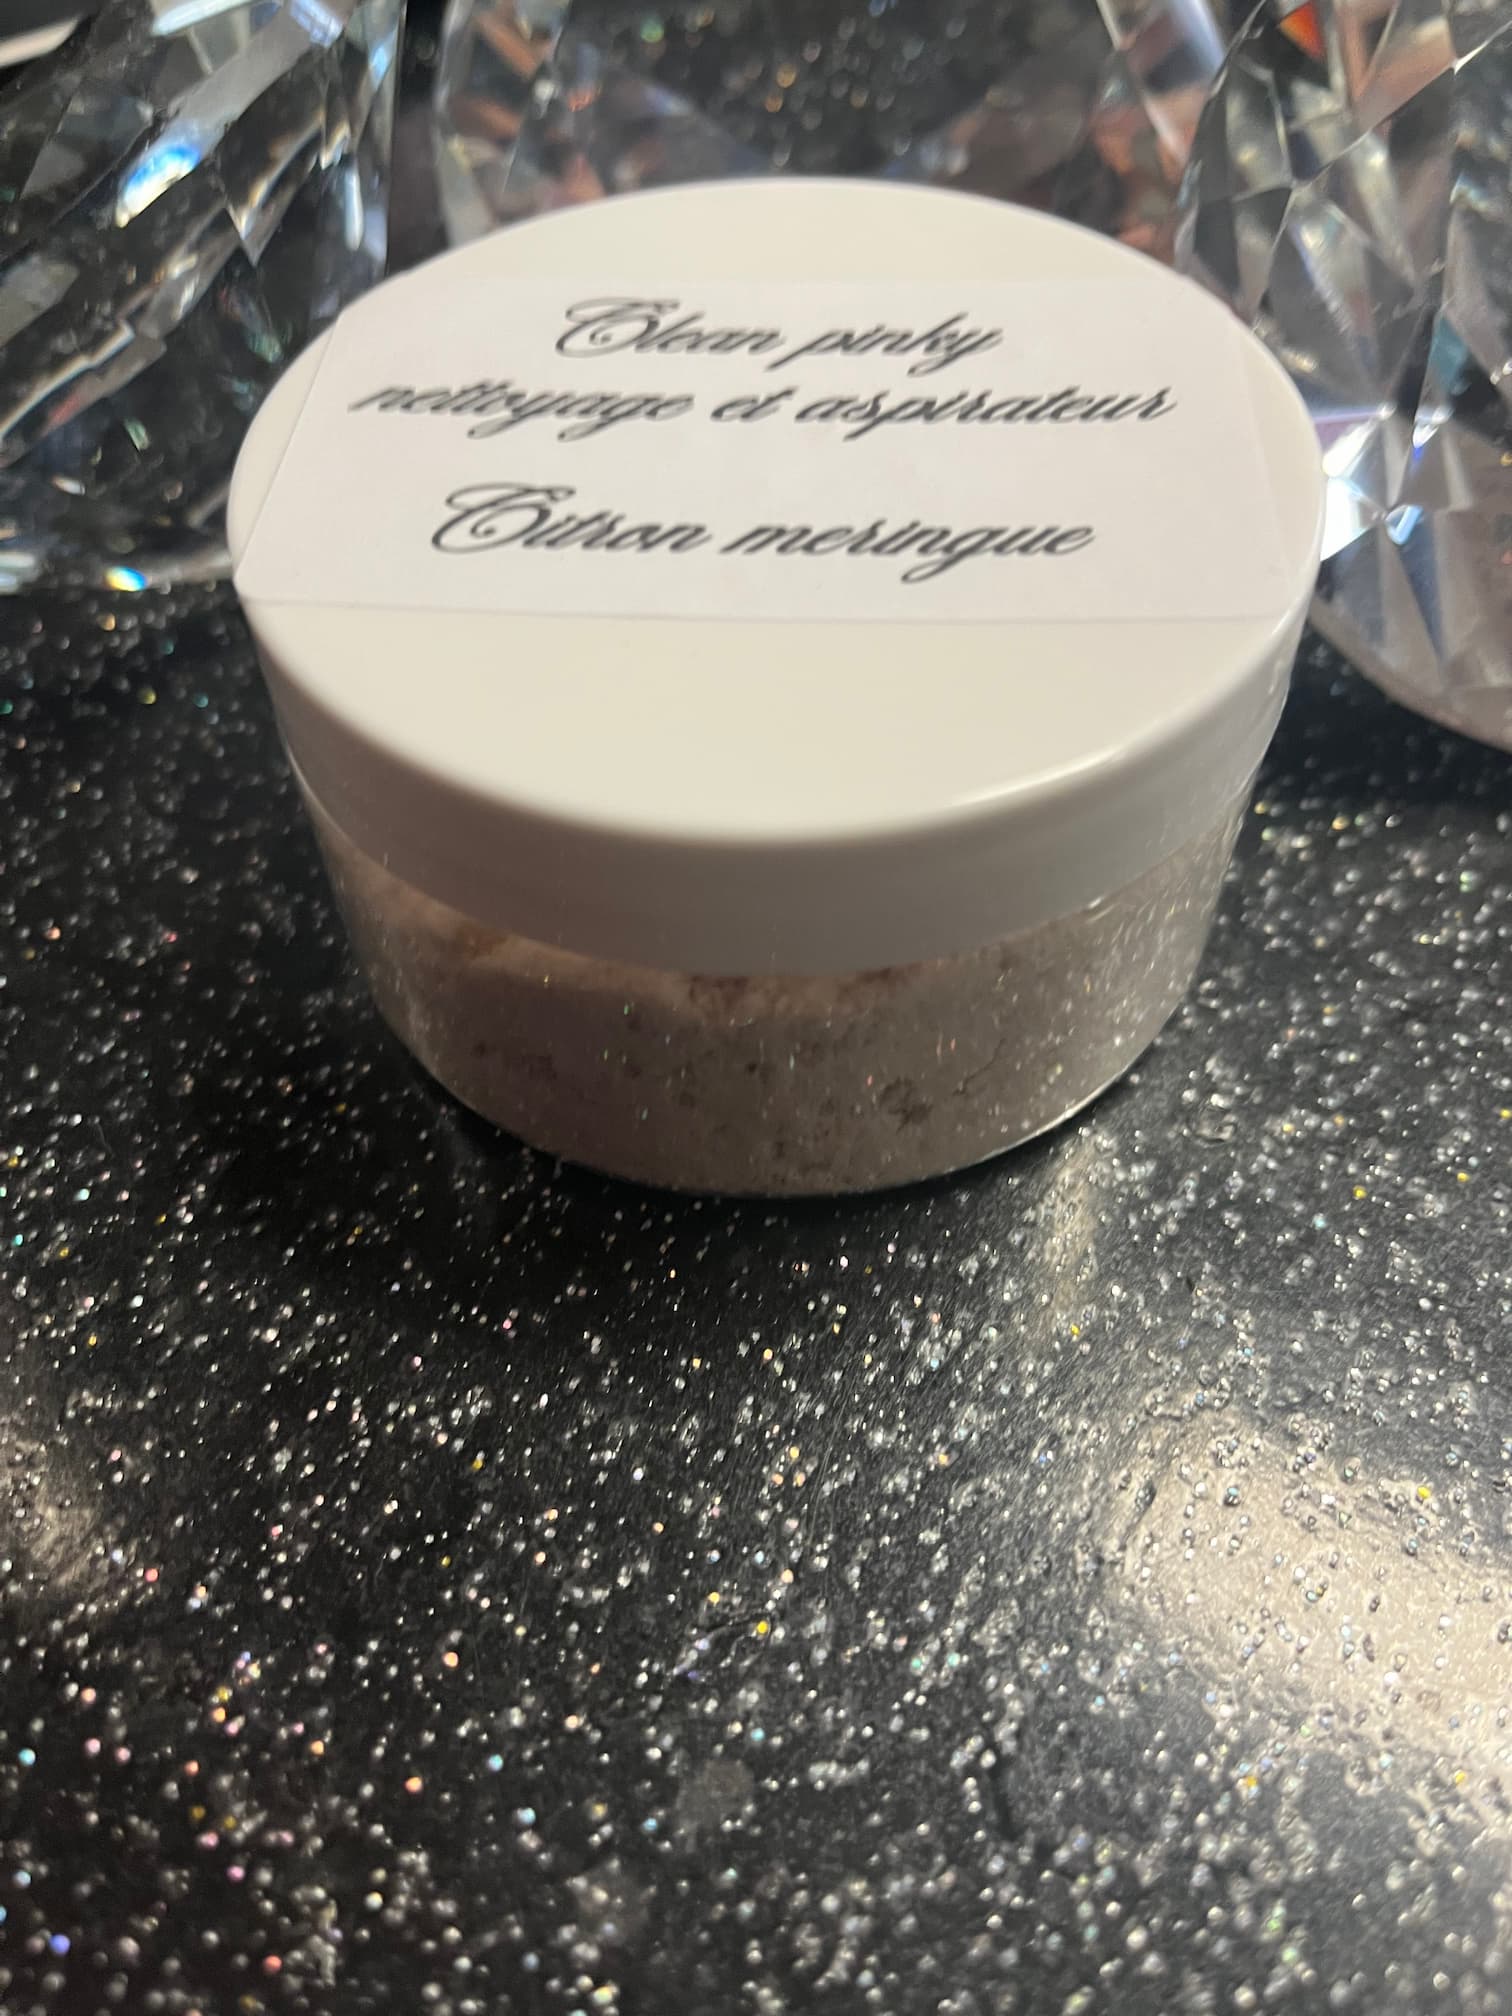 Clean pinky
nettoyage et aspirateur
Citron meringue